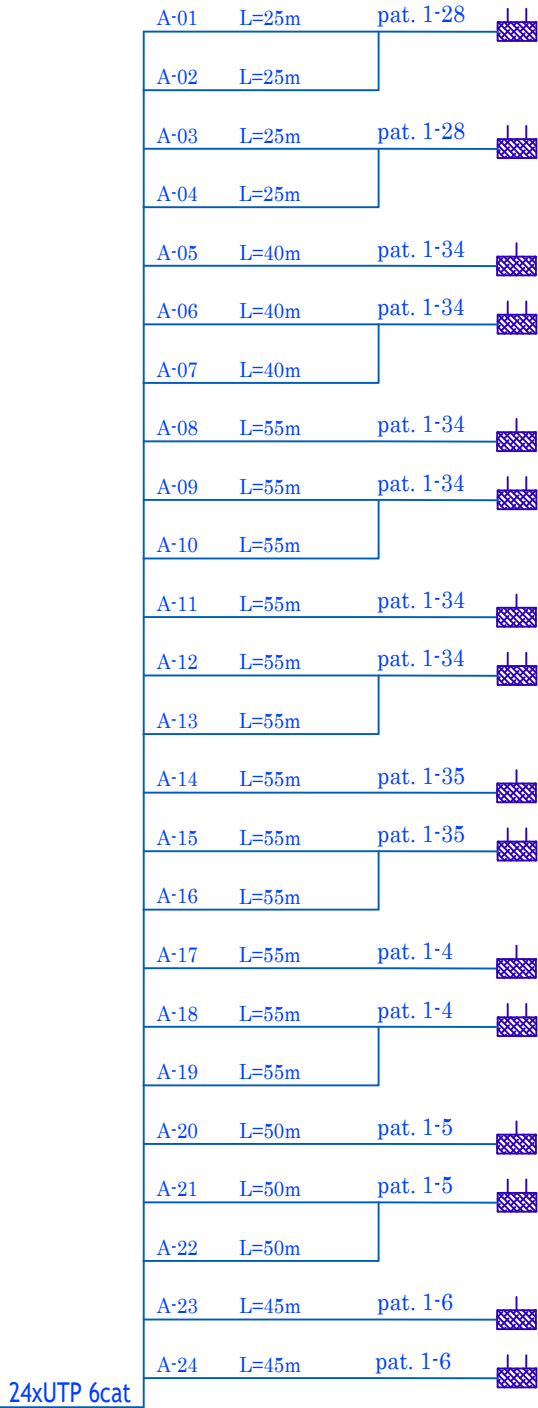 A-01 L=25m pat. 1-28
A-02 L=25m
A-03 L=25m pat. 1-28
A-04 L=25m
A-05 L=40m pat. 1-34
A-06 L=40m pat. 1-34
A-07 L=40m
A-08 L=55m pat. 1-34
A-09 L=55m pat. 1-34
A-10 L=55m
A-11 L=55m pat. 1-34
A-12 L=55m pat. 1-34
A-13 L=55m
A-14 L=55m pat. 1-35
A-15 L=55m pat. 1-35
A-16 L=55m
A-17 L=55m pat. 1-4
A-18 L=55m pat. 1-4
A-19 L=55m
A-20 L=50m pat. 1-5
A-21 L=50m pat. 1-5
A-22 L=50m
A-23 L=45m pat. 1-6
A-24 L=45m pat. 1-6
24xUTP 6cat